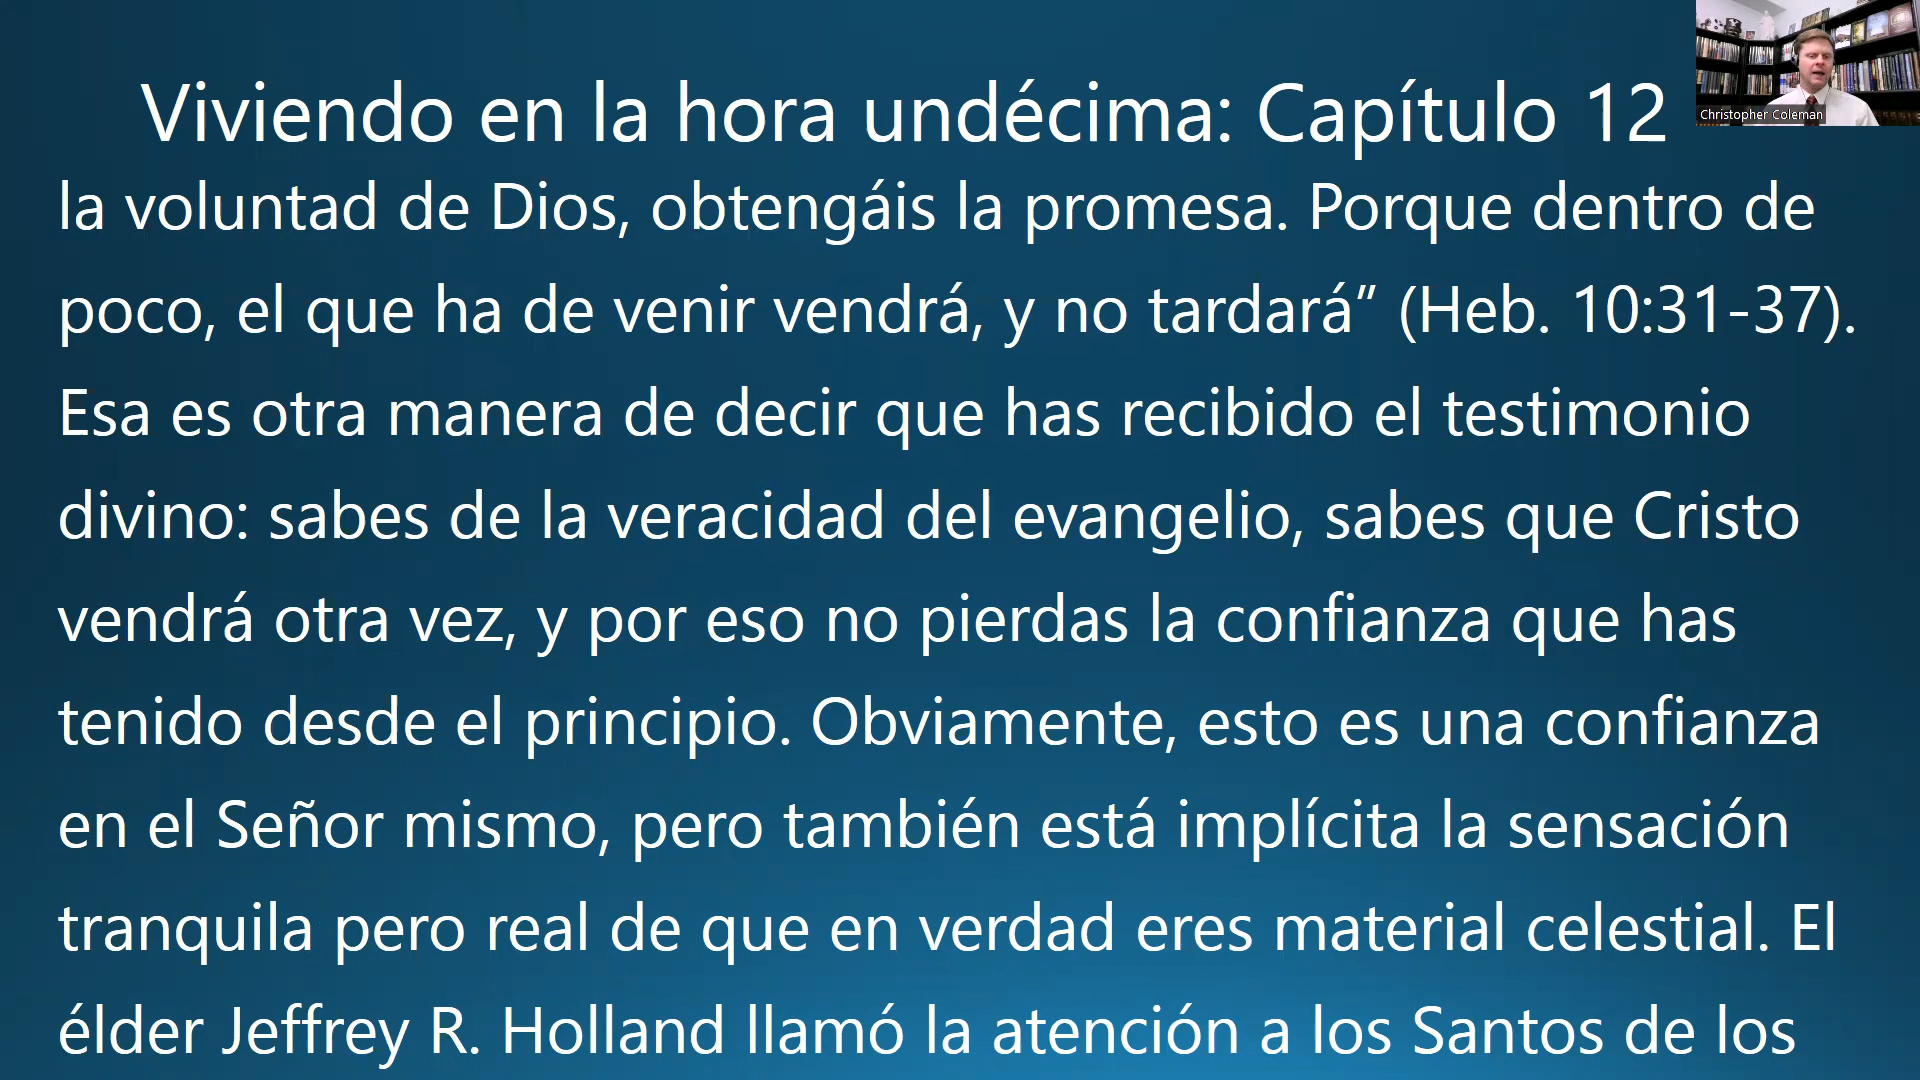 Viviendo en la hora undécima: Capítulo 12
Christopher Coleman
la voluntad de Dios, obtengáis la promesa. Porque dentro de
poco, el que ha de venir vendrá, y no tardará” (Heb. 10:31-37).
Esa es otra manera de decir que has recibido el testimonio
divino: sabes de la veracidad del evangelio, sabes que Cristo
vendrá otra vez, y por eso no pierdas la confianza que has
tenido desde el principio. Obviamente, esto es una confianza
en el Señor mismo, pero también está implícita la sensación
tranquila pero real de que en verdad eres material celestial. El
élder Jeffrey R. Holland llamó la atención a los Santos de los